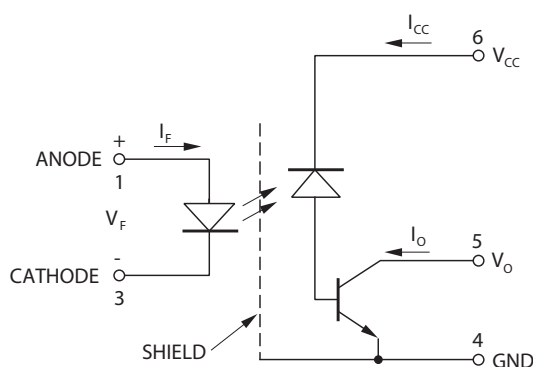 I_CC
6
V_CC
+
I_F
ANODE
1
V_F
I_O
5
V_O
-
CATHODE
3
4
SHIELD
GND